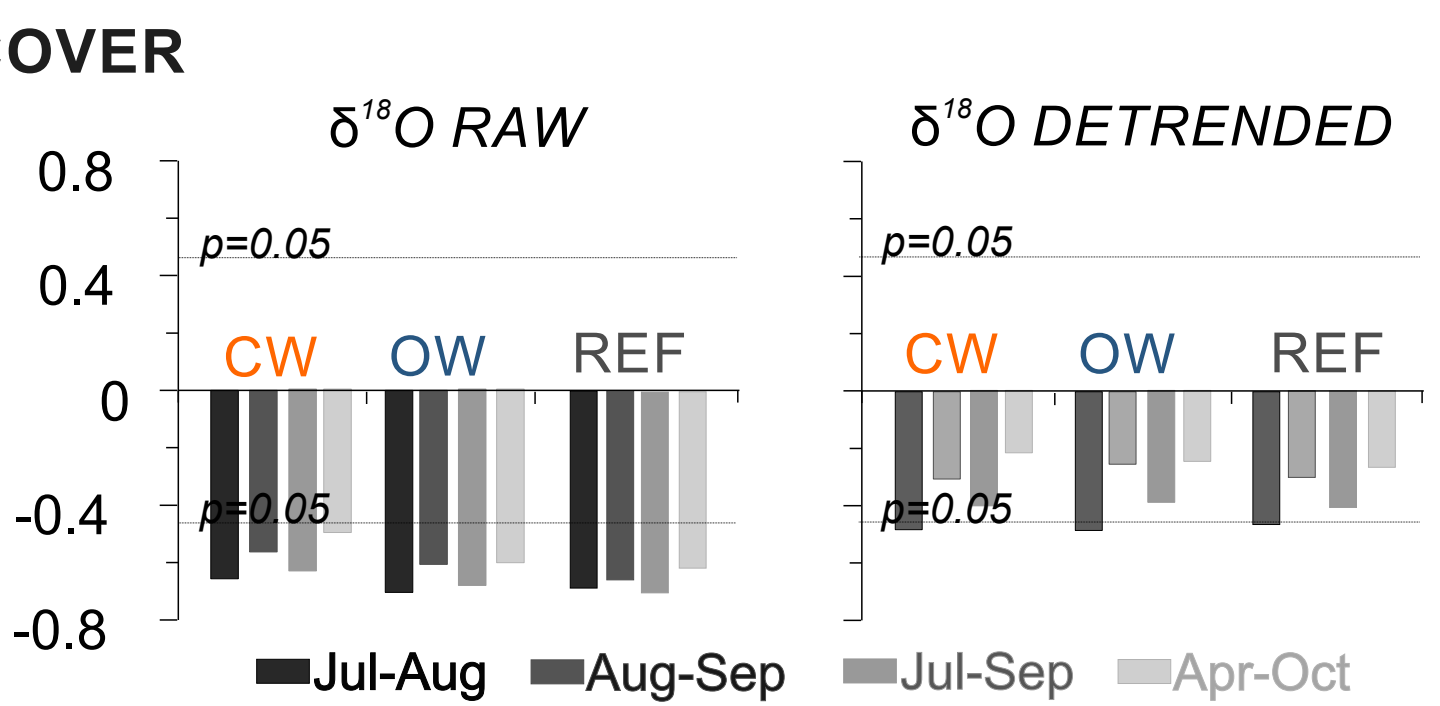 COVER
δ¹⁸O RAW
δ¹⁸O DETRENDED
0.8
0.4
0
-0.4
-0.8
p=0.05
CW OW REF
p=0.05
p=0.05
CW OW REF
p=0.05
Jul-Aug Aug-Sep Jul-Sep Apr-Oct